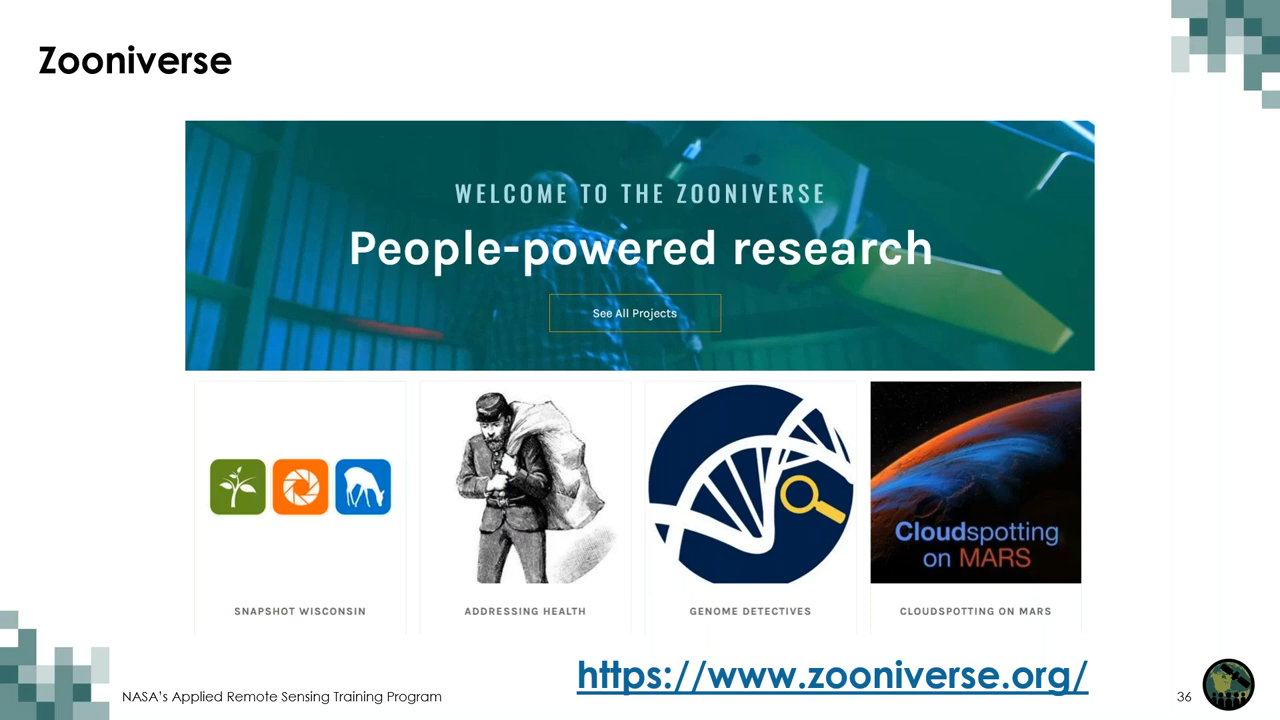 Zooniverse
WELCOME TO THE ZOONIVERSE
People-powered research
See All Projects
Cloudspotting
on MARS
SNAPSHOT WISCONSIN
ADDRESSING HEALTH
GENOME DETECTIVES
CLOUDSPOTTING ON MARS
https://www.zooniverse.org/
NASA's Applied Remote Sensing Training Program
36